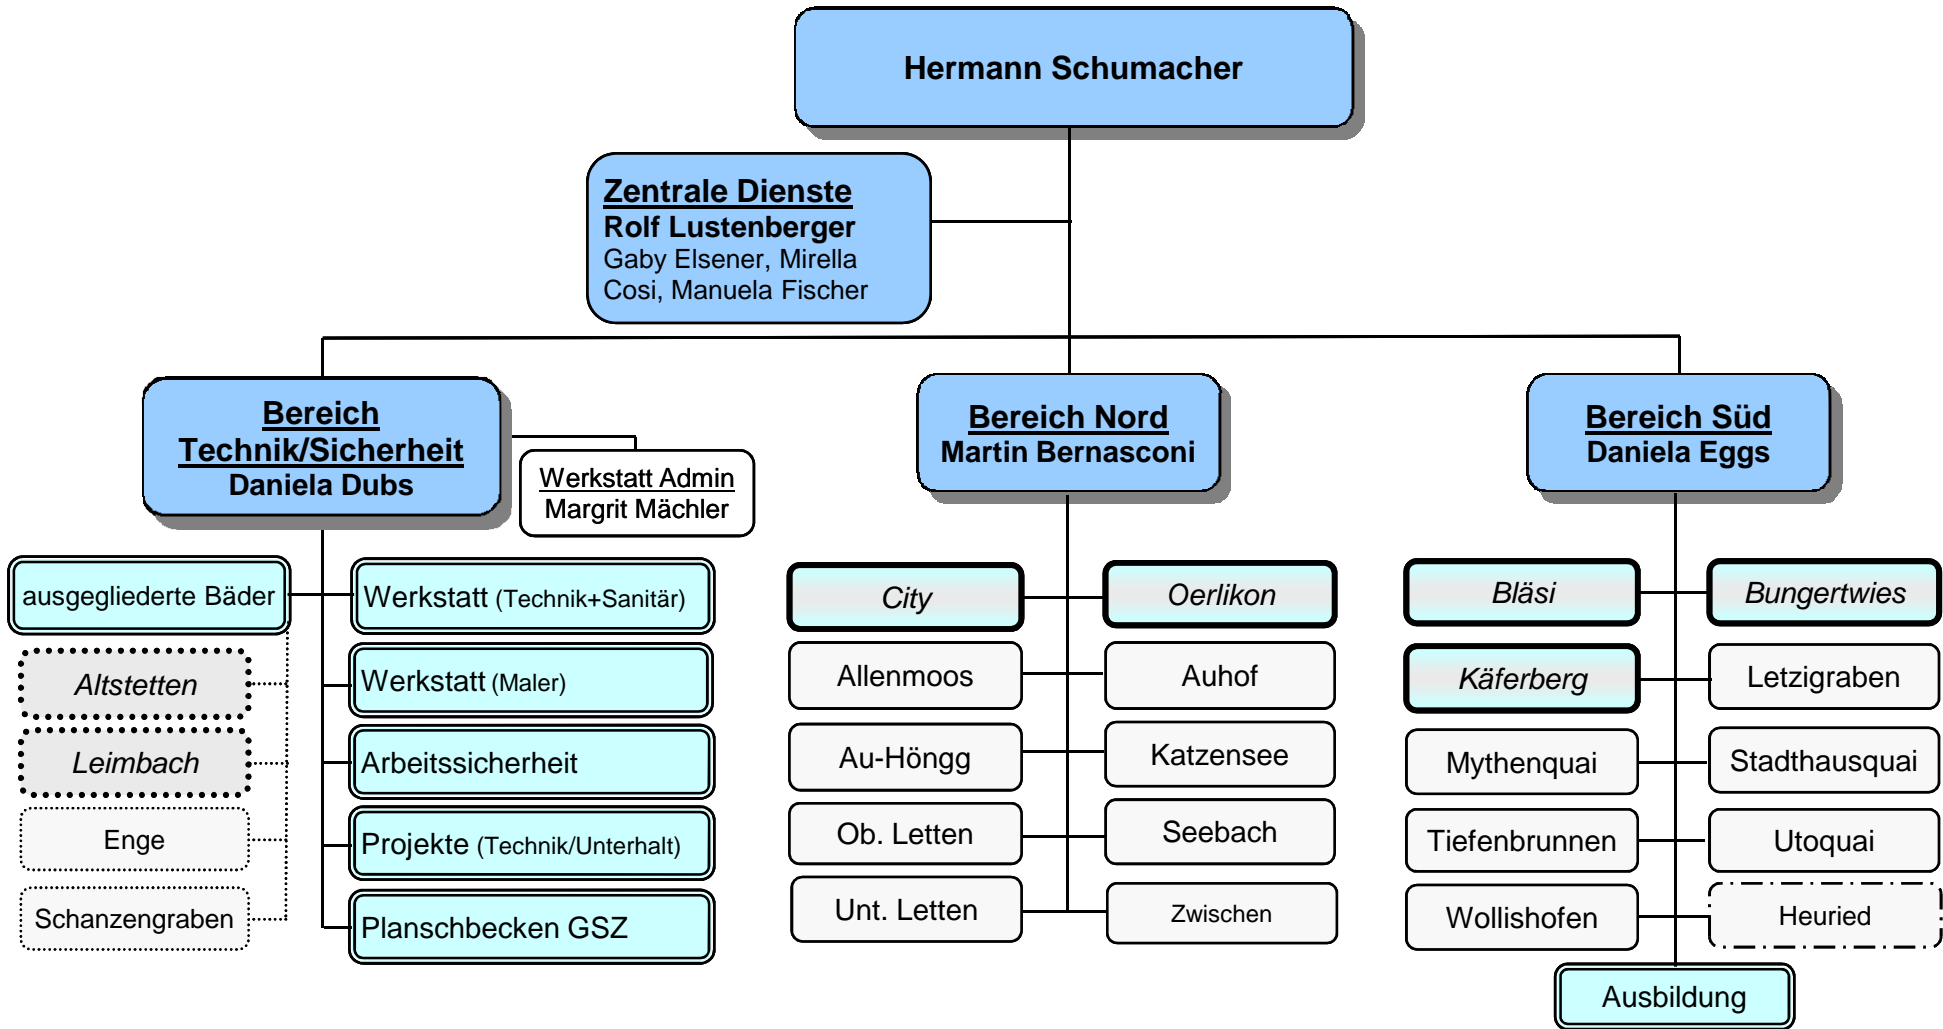 Hermann Schumacher
Zentrale Dienste
Rolf Lustenberger
Gaby Elsener, Mirella
Cosi, Manuela Fischer
Bereich
Technik/Sicherheit
Daniela Dubs
Werkstatt Admin
Margrit Mächler
Bereich Nord
Martin Bernasconi
Bereich Süd
Daniela Eggs
ausgegliederte Bäder
Altstetten
Leimbach
Enge
Schanzengraben
Werkstatt (Technik+Sanitär)
Werkstatt (Maler)
Arbeitssicherheit
Projekte (Technik/Unterhalt)
Planschbecken GSZ
City
Allenmoos
Au-Höngg
Ob. Letten
Unt. Letten
Oerlikon
Auhof
Katzensee
Seebach
Zwischen
Bläsi
Käferberg
Mythenquai
Tiefenbrunnen
Wollishofen
Bungertwies
Letzigraben
Stadthausquai
Utoquai
Heuried
Ausbildung